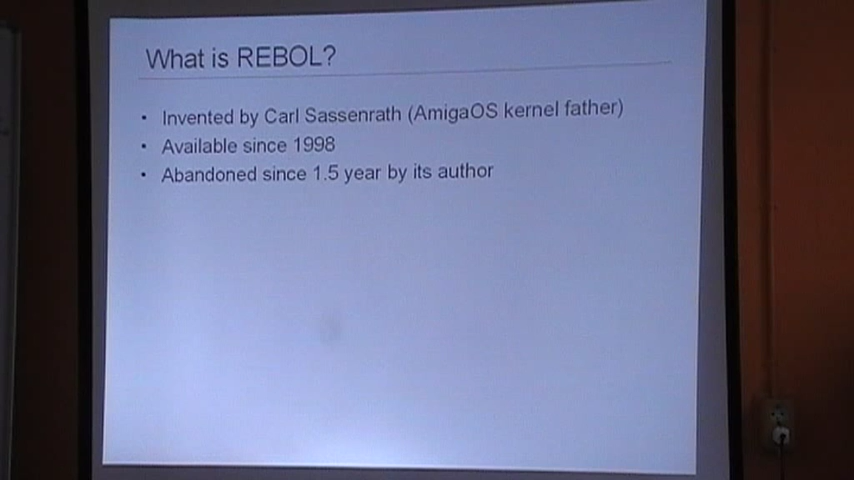 What is REBOL?
• Invented by Carl Sassenrath (AmigaOS kernel father)
• Available since 1998
• Abandoned since 1.5 year by its author